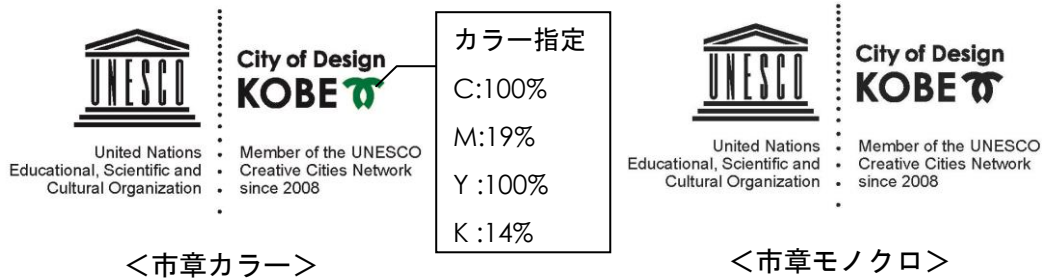 UNESCO
United Nations
Educational, Scientific and
Cultural Organization
City of Design
KOBE
Member of the UNESCO
Creative Cities Network
since 2008
＜市章カラー＞
カラー指定
C:100%
M:19%
Y :100%
K :14%
UNESCO
United Nations
Educational, Scientific and
Cultural Organization
City of Design
KOBE
Member of the UNESCO
Creative Cities Network
since 2008
＜市章モノクロ＞